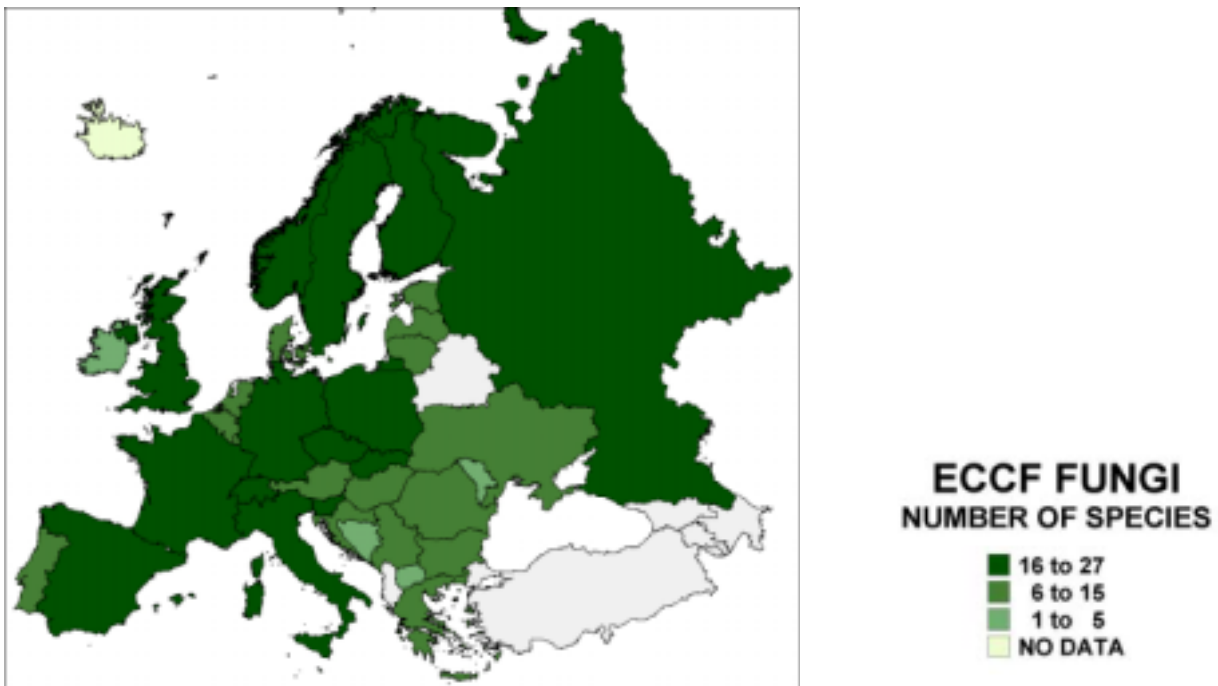 ECCF FUNGI
NUMBER OF SPECIES
16 to 27
6 to 15
1 to 5
NO DATA